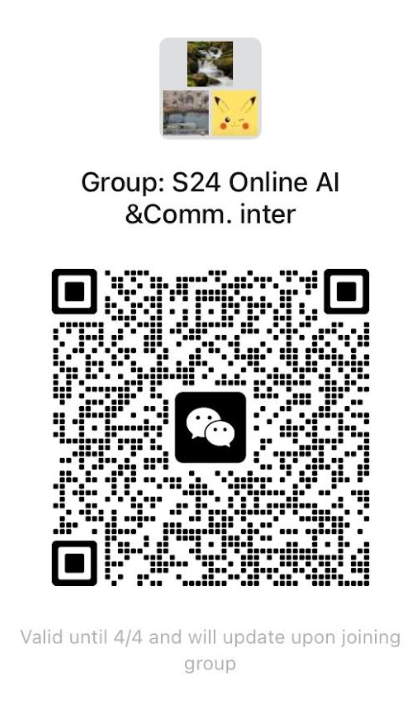 Group: S24 Online AI
&Comm. inter
Valid until 4/4 and will update upon joining
group